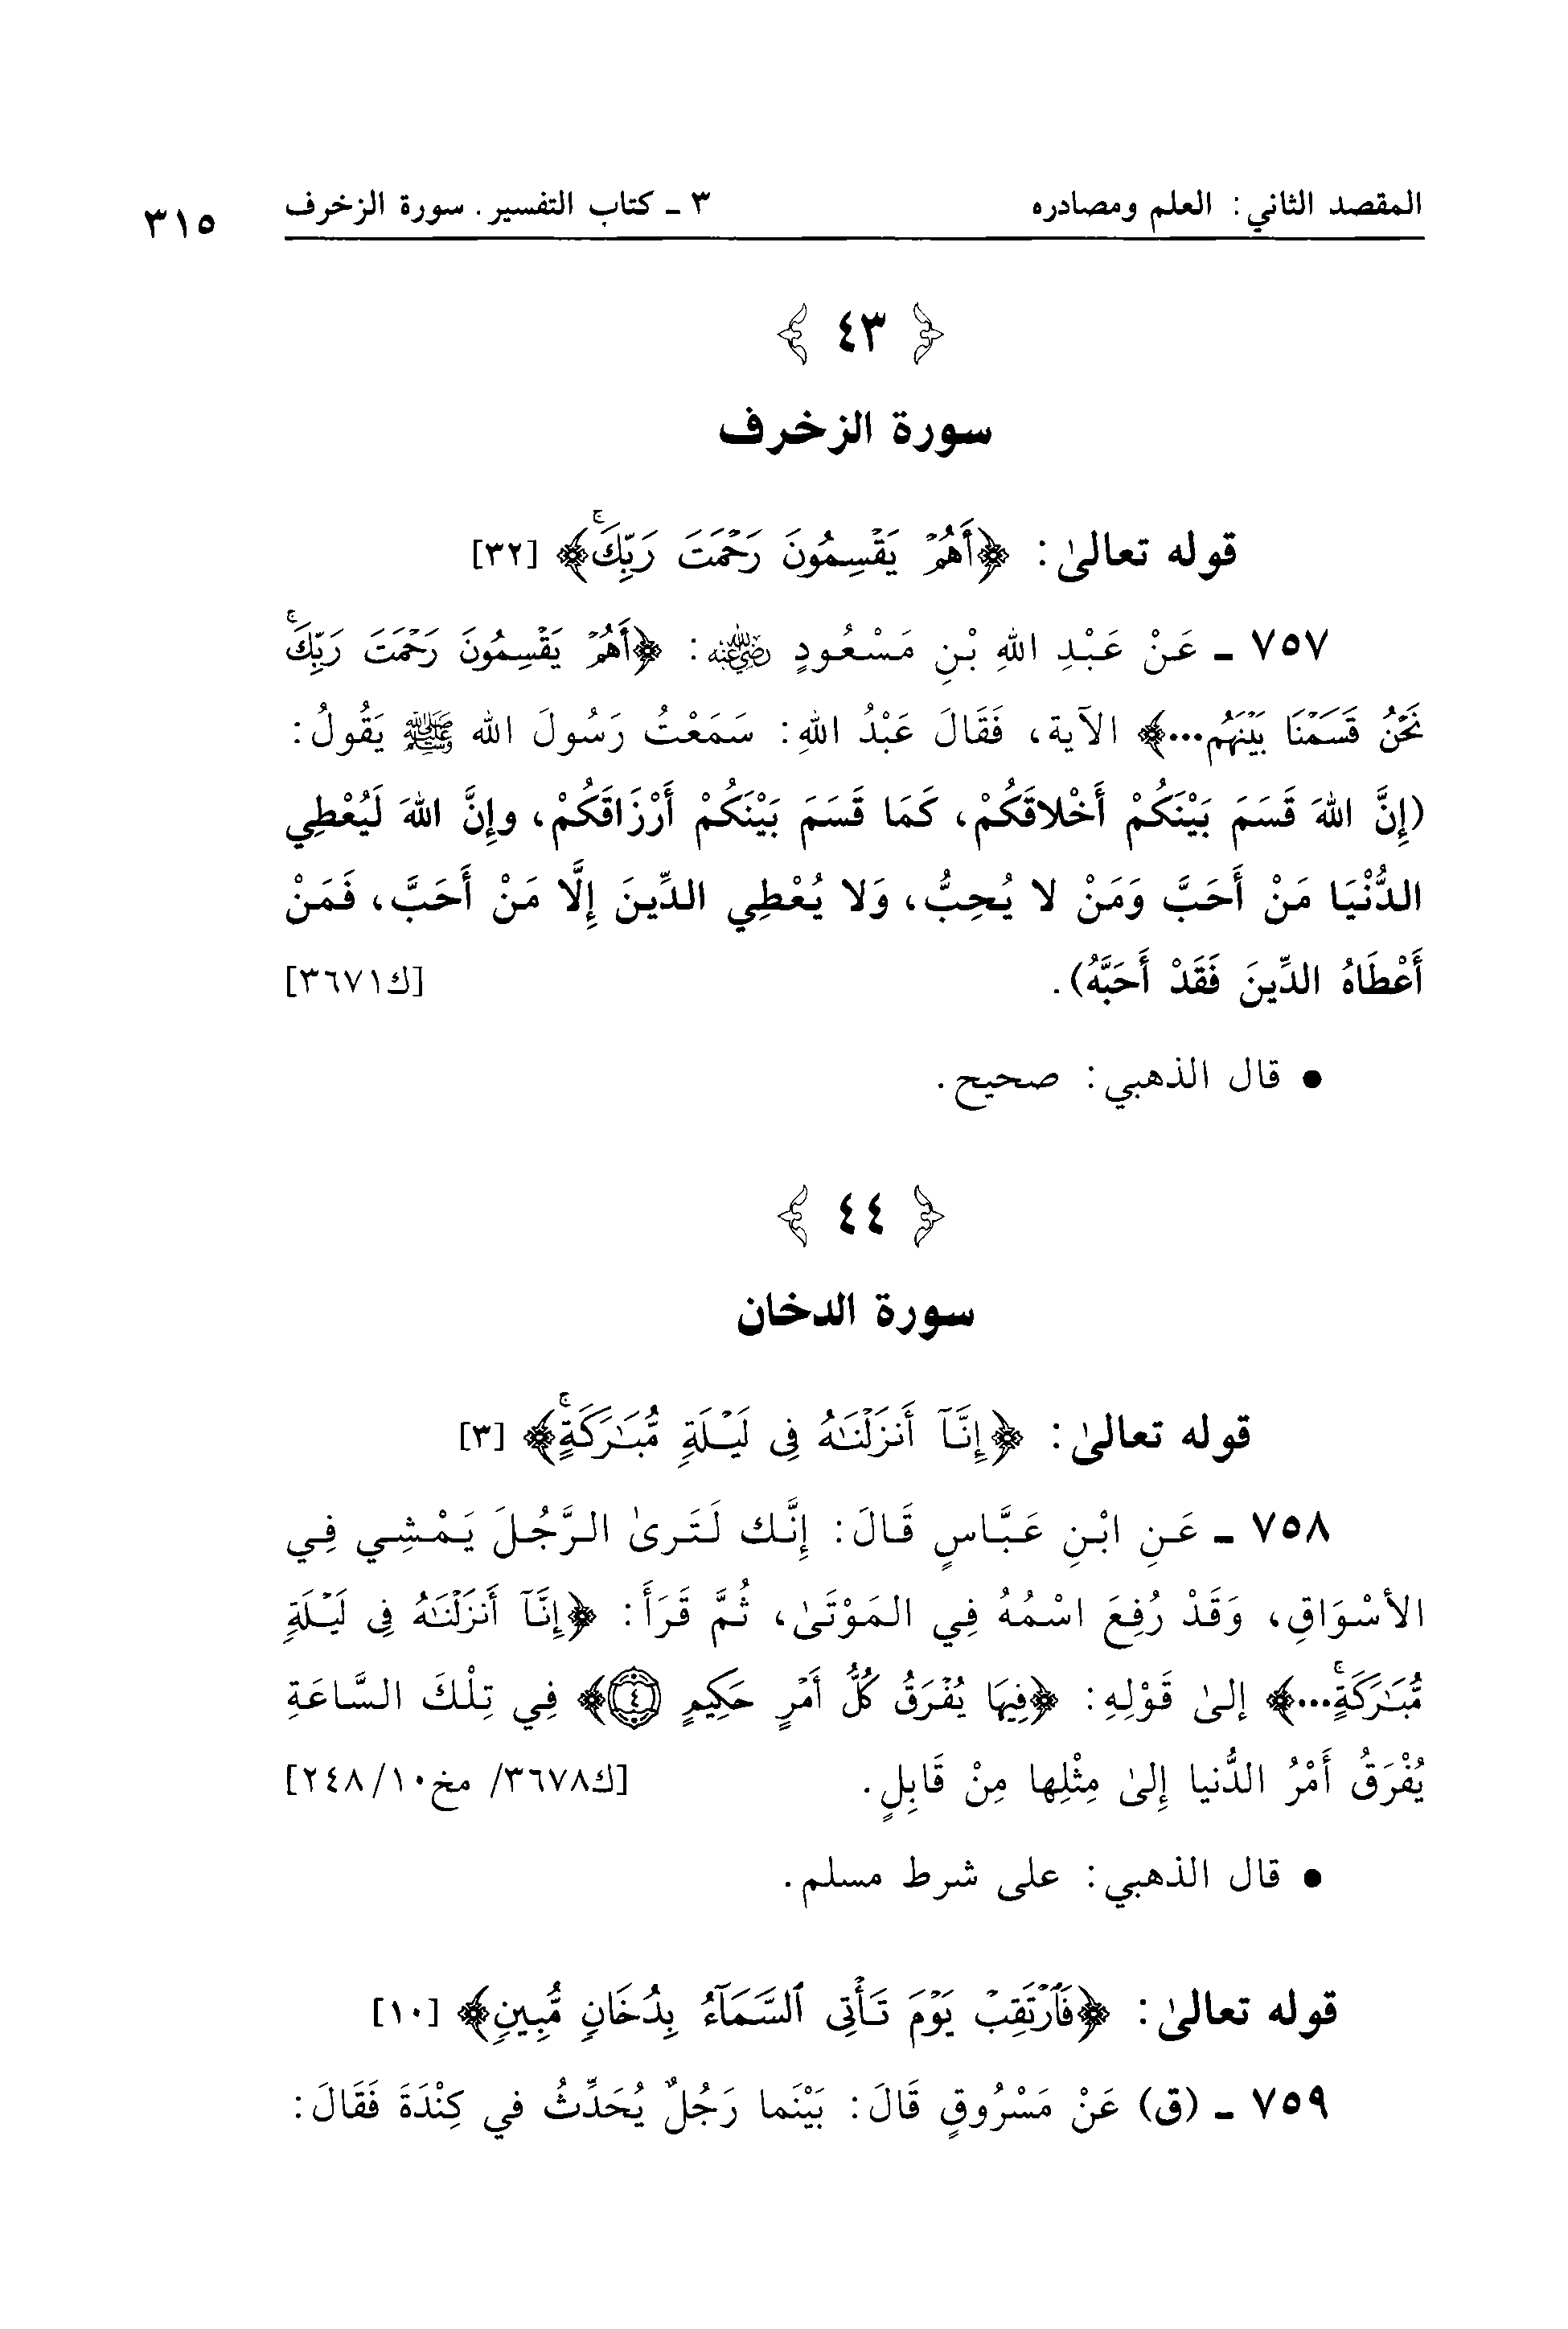 المقصد الثاني: العلم ومصادره ٣ ـ كتاب التفسير. سورة الزخرف ٣١٥
﴿ ٤٣ ﴾
سورة الزخرف
قوله تعالىٰ: ﴿أَهُمْ يَقْسِمُونَ رَحْمَتَ رَبِّكَۚ﴾ [٣٢]
٧٥٧ ـ عَنْ عَبْدِ اللهِ بْنِ مَسْعُودٍ رضي الله عنه: ﴿أَهُمْ يَقْسِمُونَ رَحْمَتَ رَبِّكَۚ
نَحْنُ قَسَمْنَا بَيْنَهُم...﴾ الآية، فَقَالَ عَبْدُ اللهِ: سَمَعْتُ رَسُولَ الله ﷺ يَقُولُ:
(إِنَّ اللهَ قَسَمَ بَيْنَكُمْ أَخْلاقَكُمْ، كَمَا قَسَمَ بَيْنَكُمْ أَرْزَاقَكُمْ، وإِنَّ اللهَ لَيُعْطِي
الدُّنْيَا مَنْ أَحَبَّ وَمَنْ لا يُحِبُّ، وَلا يُعْطِي الدِّينَ إِلَّا مَنْ أَحَبَّ، فَمَنْ
أَعْطَاهُ الدِّينَ فَقَدْ أَحَبَّهُ). [ك٣٦٧١]
● قال الذهبي: صحيح.
﴿ ٤٤ ﴾
سورة الدخان
قوله تعالىٰ: ﴿إِنَّآ أَنزَلْنَٰهُ فِى لَيْلَةٍ مُّبَٰرَكَةٍۚ﴾ [٣]
٧٥٨ ـ عَنِ ابْنِ عَبَّاسٍ قَالَ: إِنَّك لَتَرىٰ الرَّجُلَ يَمْشِي فِي
الأسْوَاقِ، وَقَدْ رُفِعَ اسْمُهُ فِي المَوْتَىٰ، ثُمَّ قَرَأَ: ﴿إِنَّآ أَنزَلْنَٰهُ فِى لَيْلَةٍ
مُّبَٰرَكَةٍۚ...﴾ إلىٰ قَوْلِهِ: ﴿فِيهَا يُفْرَقُ كُلُّ أَمْرٍ حَكِيمٍ ٤﴾ فِي تِلْكَ السَّاعَةِ
يُفْرَقُ أَمْرُ الدُّنيا إِلىٰ مِثْلِها مِنْ قَابِلٍ. [ك٣٦٧٨/ مخ١٠/٢٤٨]
● قال الذهبي: على شرط مسلم.
قوله تعالىٰ: ﴿فَٱرْتَقِبْ يَوْمَ تَأْتِى ٱلسَّمَآءُ بِدُخَانٍ مُّبِينٍ﴾ [١٠]
٧٥٩ ـ (ق) عَنْ مَسْرُوقٍ قَالَ: بَيْنَما رَجُلٌ يُحَدِّثُ في كِنْدَةَ فَقَالَ: